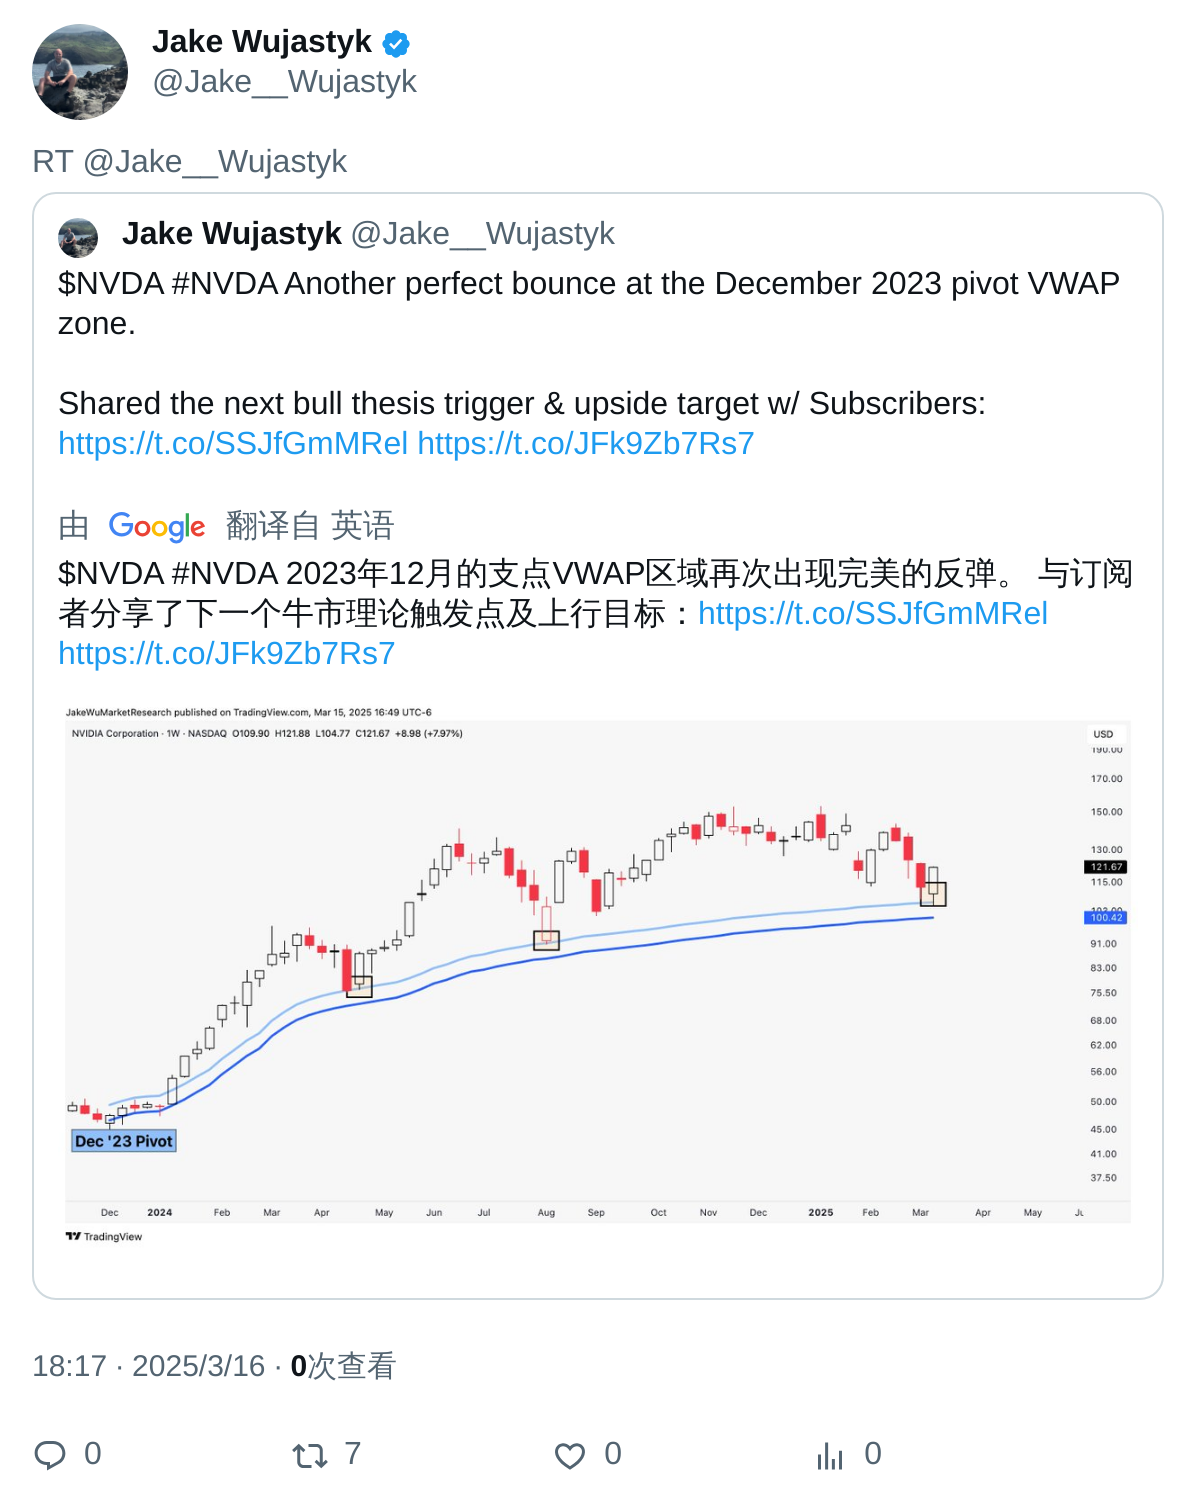 Jake Wujastyk
@Jake__Wujastyk
RT @Jake__Wujastyk
Jake Wujastyk @Jake__Wujastyk
$NVDA #NVDA Another perfect bounce at the December 2023 pivot VWAP
zone.
Shared the next bull thesis trigger & upside target w/ Subscribers:
https://t.co/SSJfGmMRel https://t.co/JFk9Zb7Rs7
由 Google 翻译自 英语
$NVDA #NVDA 2023年12月的支点VWAP区域再次出现完美的反弹。 与订阅
者分享了下一个牛市理论触发点及上行目标：https://t.co/SSJfGmMRel
https://t.co/JFk9Zb7Rs7
JakeWuMarketResearch published on TradingView.com, Mar 15, 2025 16:49 UTC-6
NVIDIA Corporation · 1W · NASDAQ O109.90 H121.88 L104.77 C121.67 +8.98 (+7.97%)
USD
190.00
170.00
150.00
130.00
121.67
115.00
103.00
100.42
91.00
83.00
75.50
68.00
62.00
56.00
50.00
45.00
41.00
37.50
Dec '23 Pivot
Dec 2024 Feb Mar Apr May Jun Jul Aug Sep Oct Nov Dec 2025 Feb Mar Apr May
TradingView
18:17 · 2025/3/16 · 0次查看
0 7 0 0